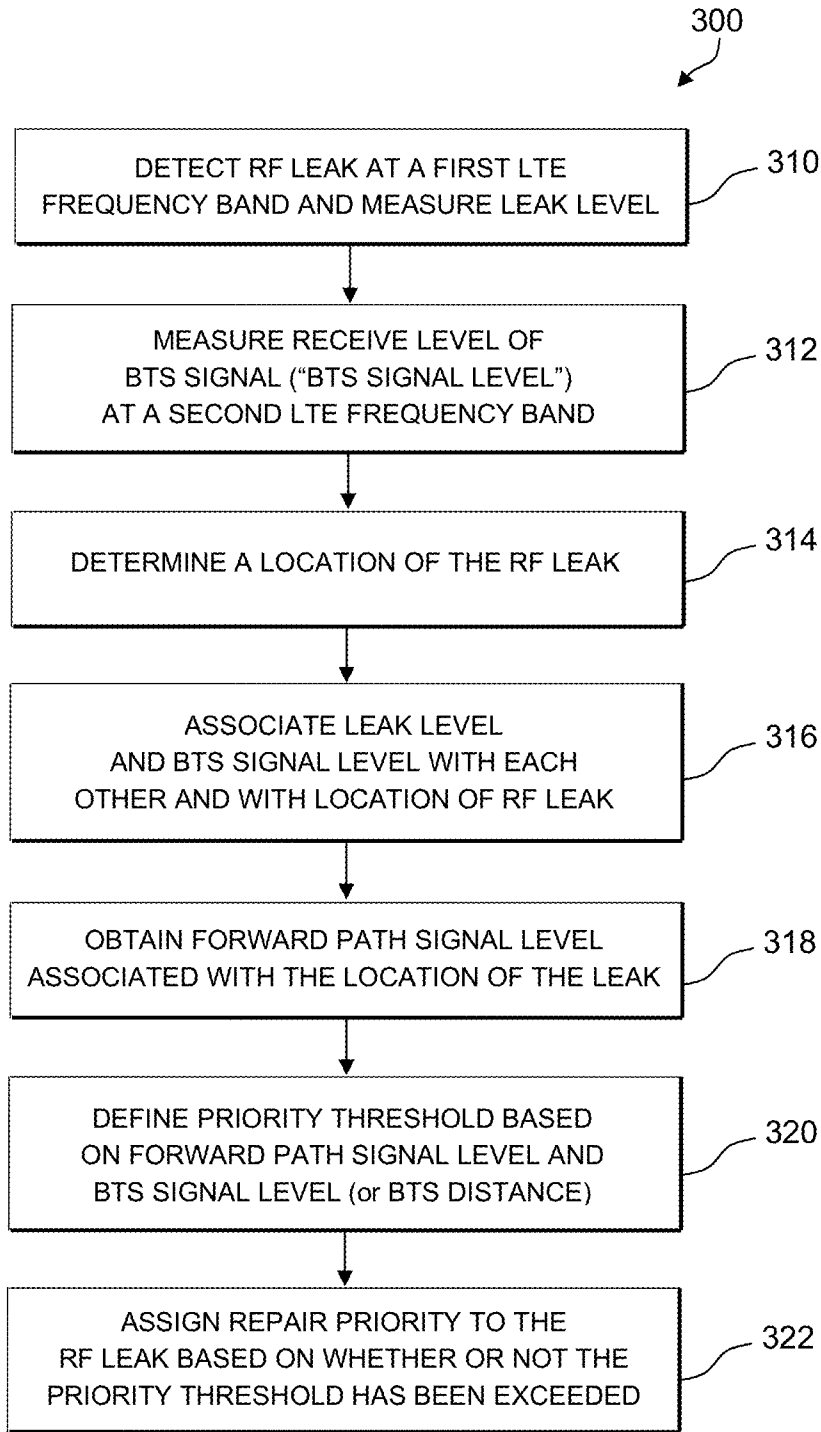 300
DETECT RF LEAK AT A FIRST LTE
FREQUENCY BAND AND MEASURE LEAK LEVEL
310
MEASURE RECEIVE LEVEL OF
BTS SIGNAL (“BTS SIGNAL LEVEL”)
AT A SECOND LTE FREQUENCY BAND
312
DETERMINE A LOCATION OF THE RF LEAK
314
ASSOCIATE LEAK LEVEL
AND BTS SIGNAL LEVEL WITH EACH
OTHER AND WITH LOCATION OF RF LEAK
316
OBTAIN FORWARD PATH SIGNAL LEVEL
ASSOCIATED WITH THE LOCATION OF THE LEAK
318
DEFINE PRIORITY THRESHOLD BASED
ON FORWARD PATH SIGNAL LEVEL AND
BTS SIGNAL LEVEL (or BTS DISTANCE)
320
ASSIGN REPAIR PRIORITY TO THE
RF LEAK BASED ON WHETHER OR NOT THE
PRIORITY THRESHOLD HAS BEEN EXCEEDED
322